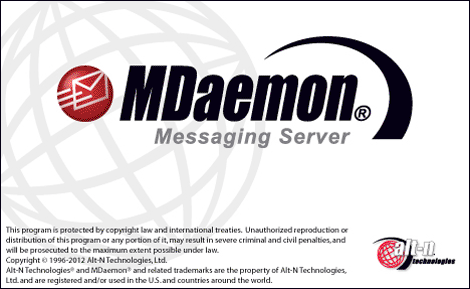 MDaemon®
Messaging Server
This program is protected by copyright law and international treaties. Unauthorized reproduction or
distribution of this program or any portion of it, may result in severe criminal and civil penalties, and
will be prosecuted to the maximum extent possible under law.
Copyright © 1996-2012 Alt-N Technologies, Ltd.
Alt-N Technologies® and MDaemon® and related trademarks are the property of Alt-N Technologies,
Ltd. and are registered and/or used in the U.S. and countries around the world.
alt-n
technologies